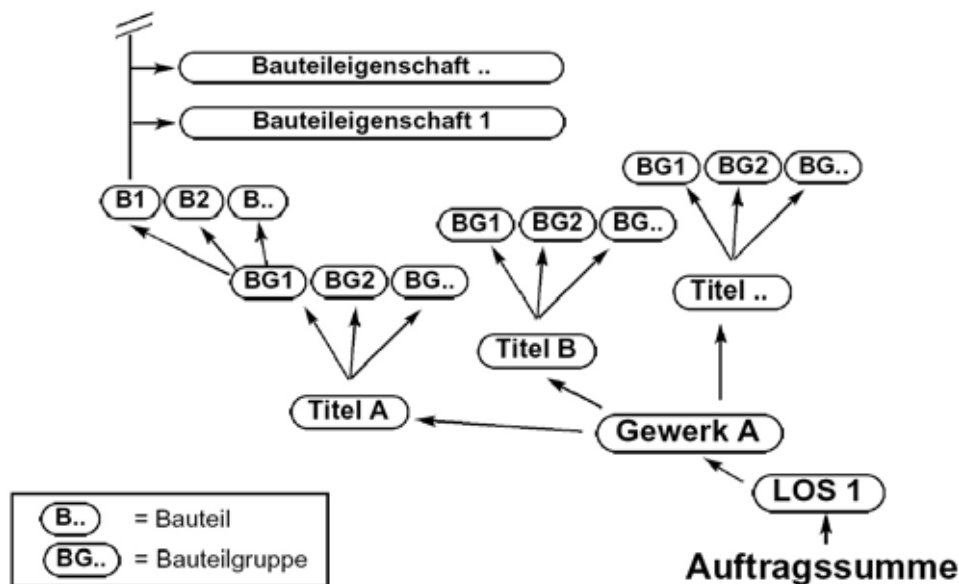 Bauteileigenschaft ..
Bauteileigenschaft 1
BG1 BG2 BG..
B1 B2 B..
BG1 BG2 BG..
BG1 BG2 BG..
Titel ..
Titel B
Titel A
Gewerk A
LOS 1
B.. = Bauteil
BG.. = Bauteilgruppe
Auftragssumme